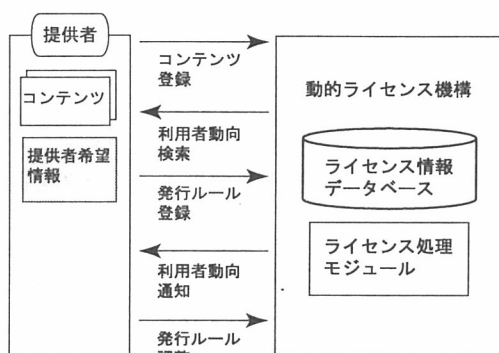 提供者
コンテンツ
提供者希望
情報
コンテンツ
登録
利用者動向
検索
発行ルール
登録
利用者動向
通知
発行ルール
動的ライセンス機構
ライセンス情報
データベース
ライセンス処理
モジュール